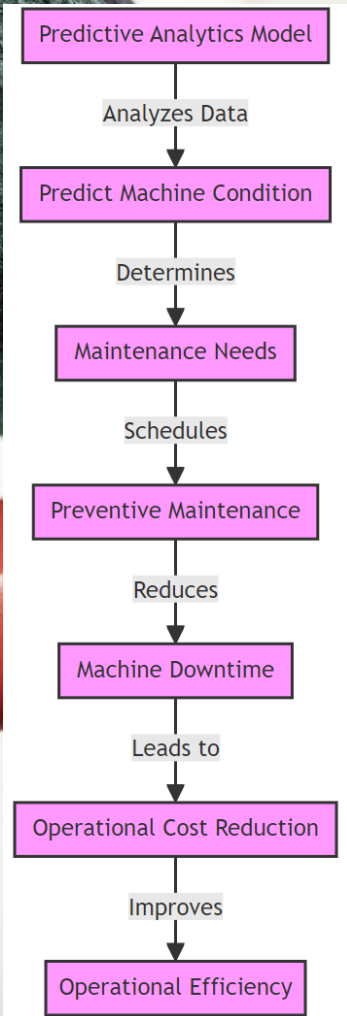 Predictive Analytics Model
Analyzes Data
Predict Machine Condition
Determines
Maintenance Needs
Schedules
Preventive Maintenance
Reduces
Machine Downtime
Leads to
Operational Cost Reduction
Improves
Operational Efficiency